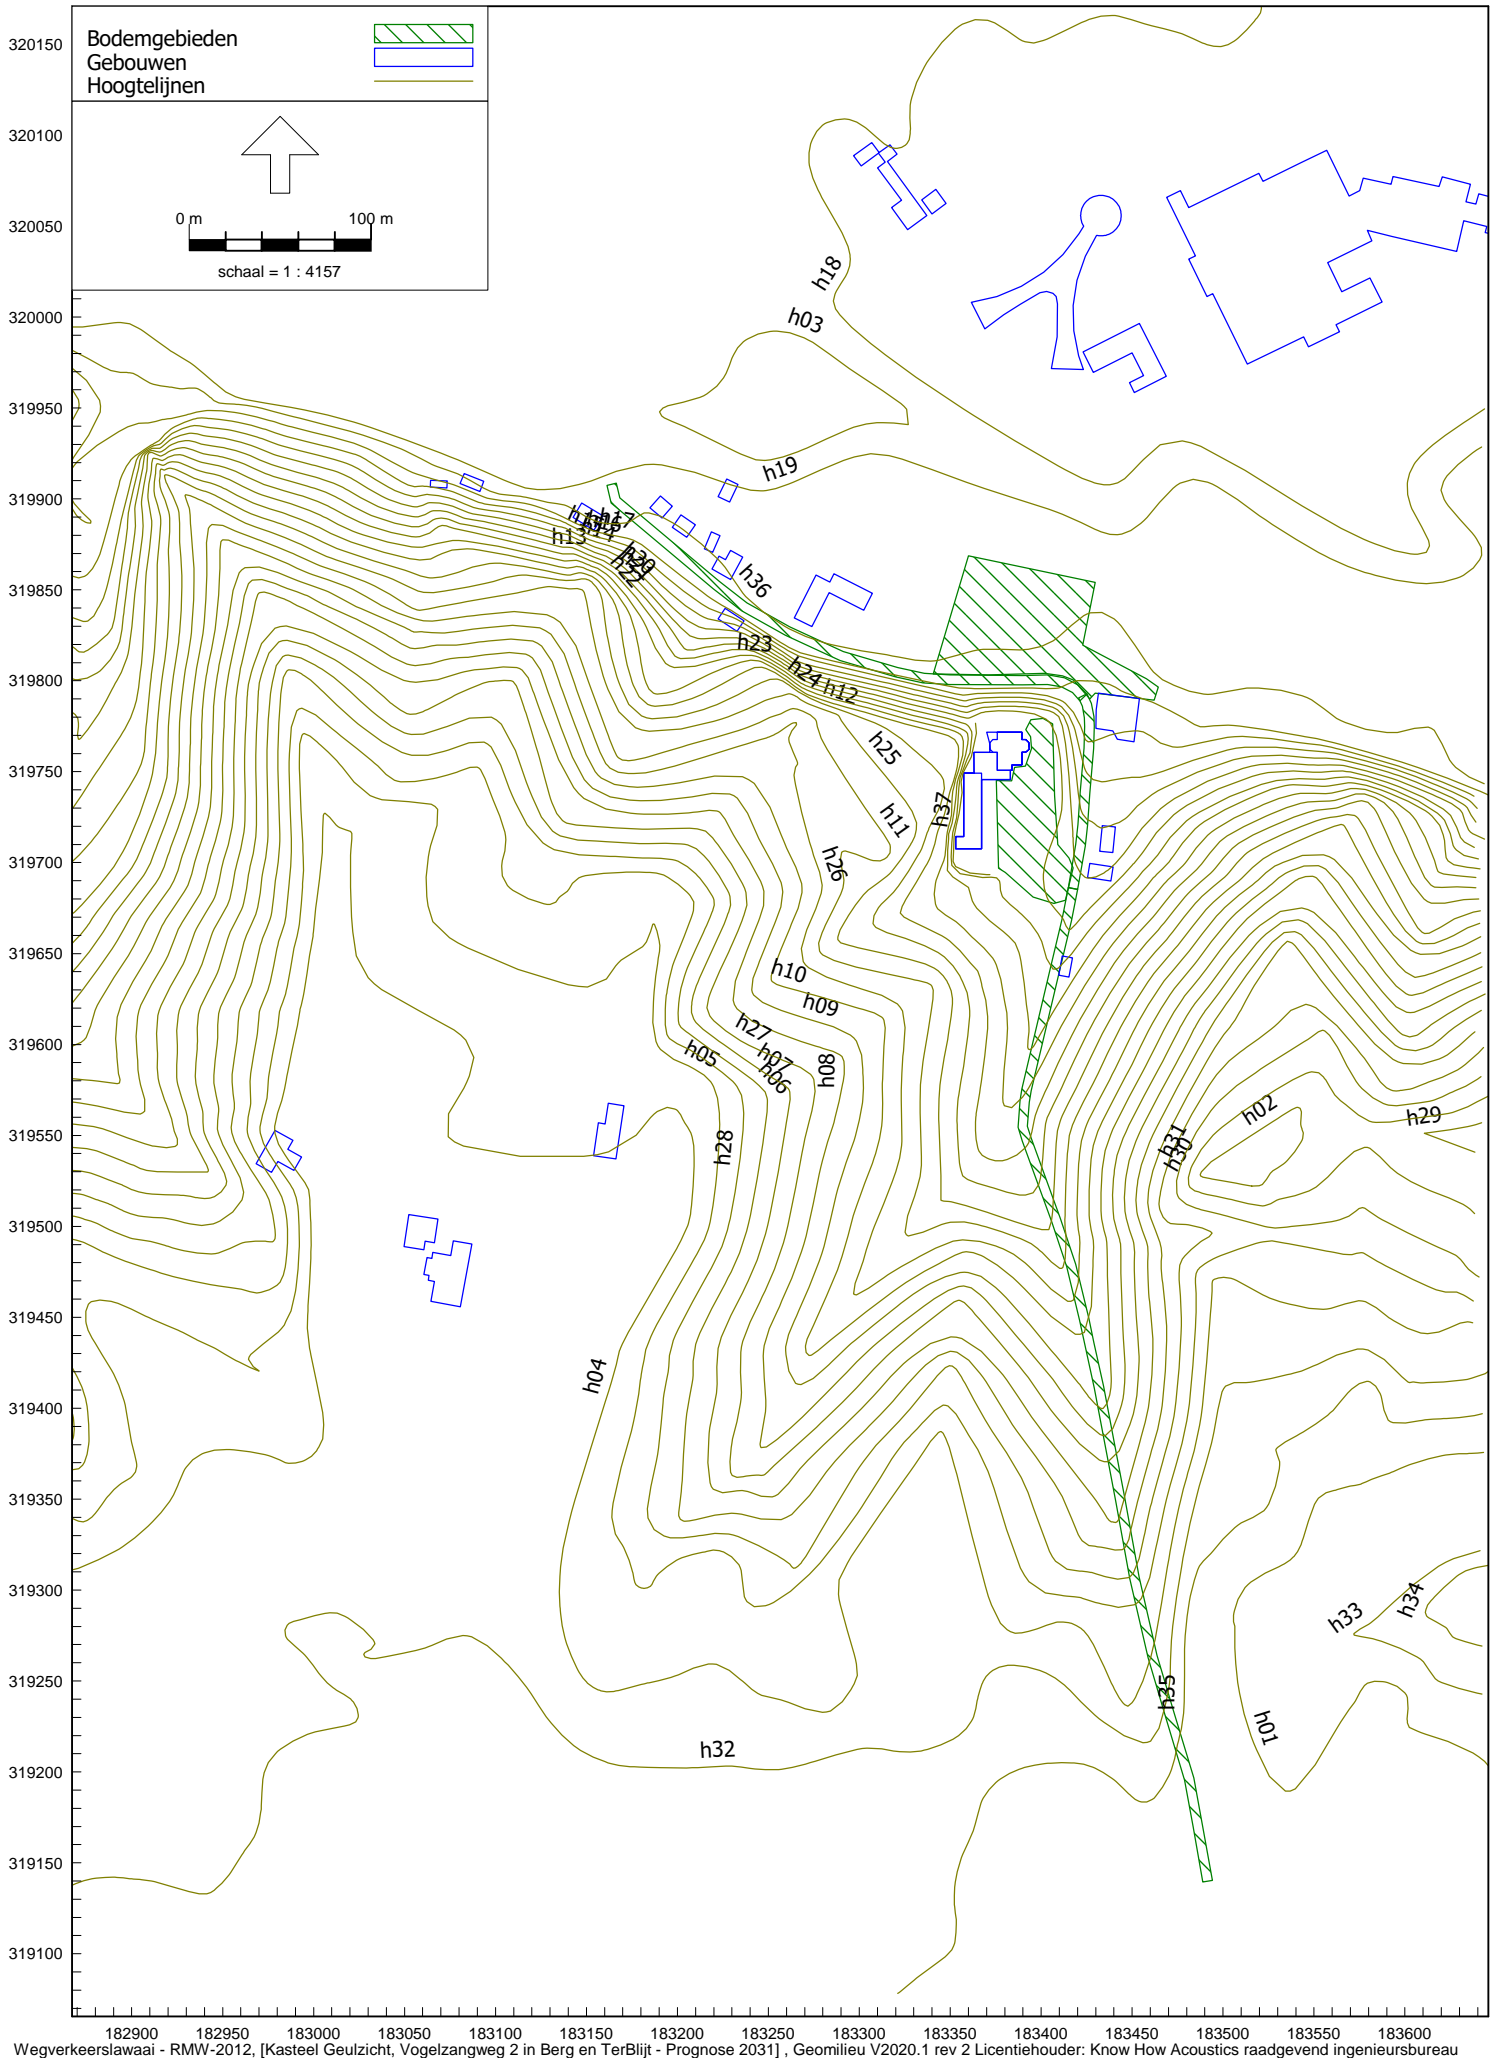 Bodemgebieden
Gebouwen
Hoogtelijnen
0 m 100 m
schaal = 1 : 4157
320150
320100
320050
320000
319950
319900
319850
319800
319750
319700
319650
319600
319550
319500
319450
319400
319350
319300
319250
319200
319150
319100
h18
h03
h19
h17
h13
h14
h20
h22
h36
h23
h24
h12
h25
h37
h11
h26
h10
h09
h27
h07
h06
h05
h08
h28
h02
h29
h31
h30
h04
h34
h33
h35
h01
h32
182900 182950 183000 183050 183100 183150 183200 183250 183300 183350 183400 183450 183500 183550 183600
Wegverkeerslawaai - RMW-2012, [Kasteel Geulzicht, Vogelzangweg 2 in Berg en TerBlijt - Prognose 2031] , Geomilieu V2020.1 rev 2 Licentiehouder: Know How Acoustics raadgevend ingenieursbureau